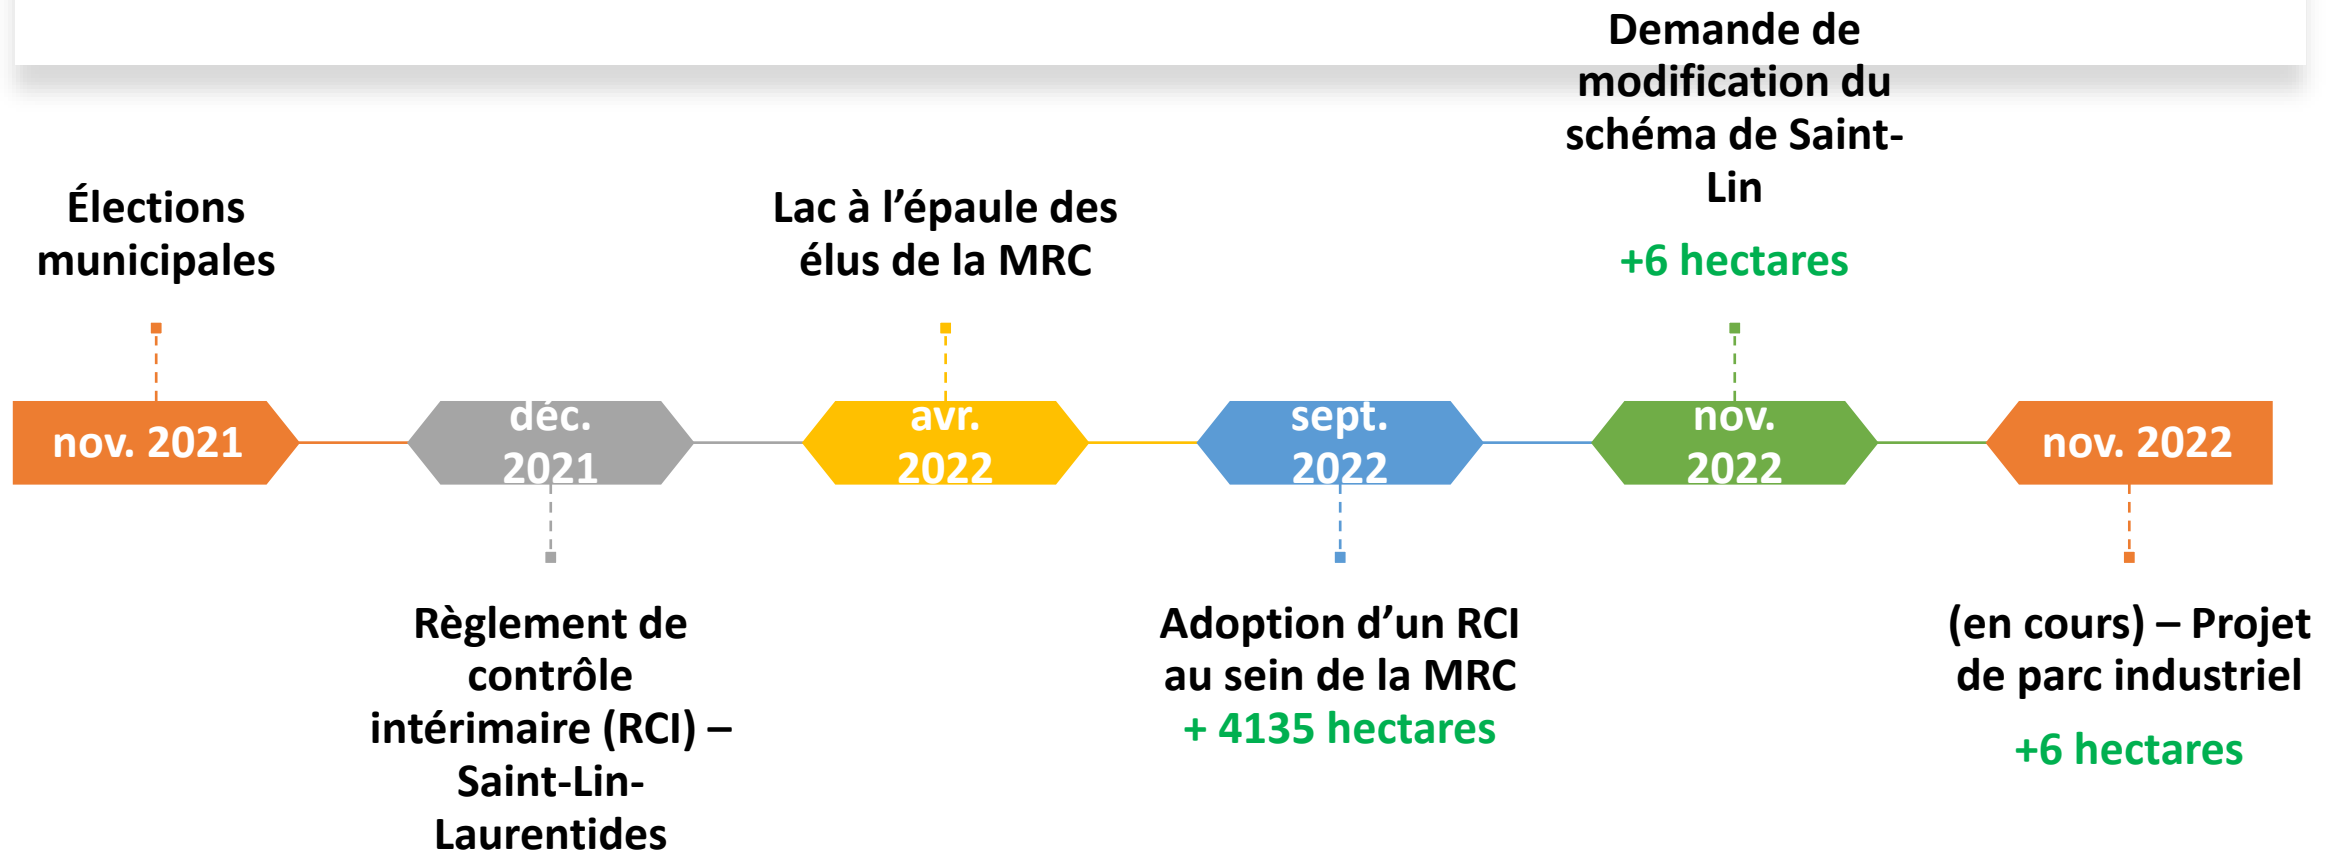 Élections
municipales
nov. 2021
déc.
2021
Règlement de
contrôle
intérimaire (RCI) –
Saint-Lin-
Laurentides
Lac à l’épaule des
élus de la MRC
avr.
2022
sept.
2022
Adoption d’un RCI
au sein de la MRC
+ 4135 hectares
Demande de
modification du
schéma de Saint-
Lin
+6 hectares
nov.
2022
nov. 2022
(en cours) – Projet
de parc industriel
+6 hectares